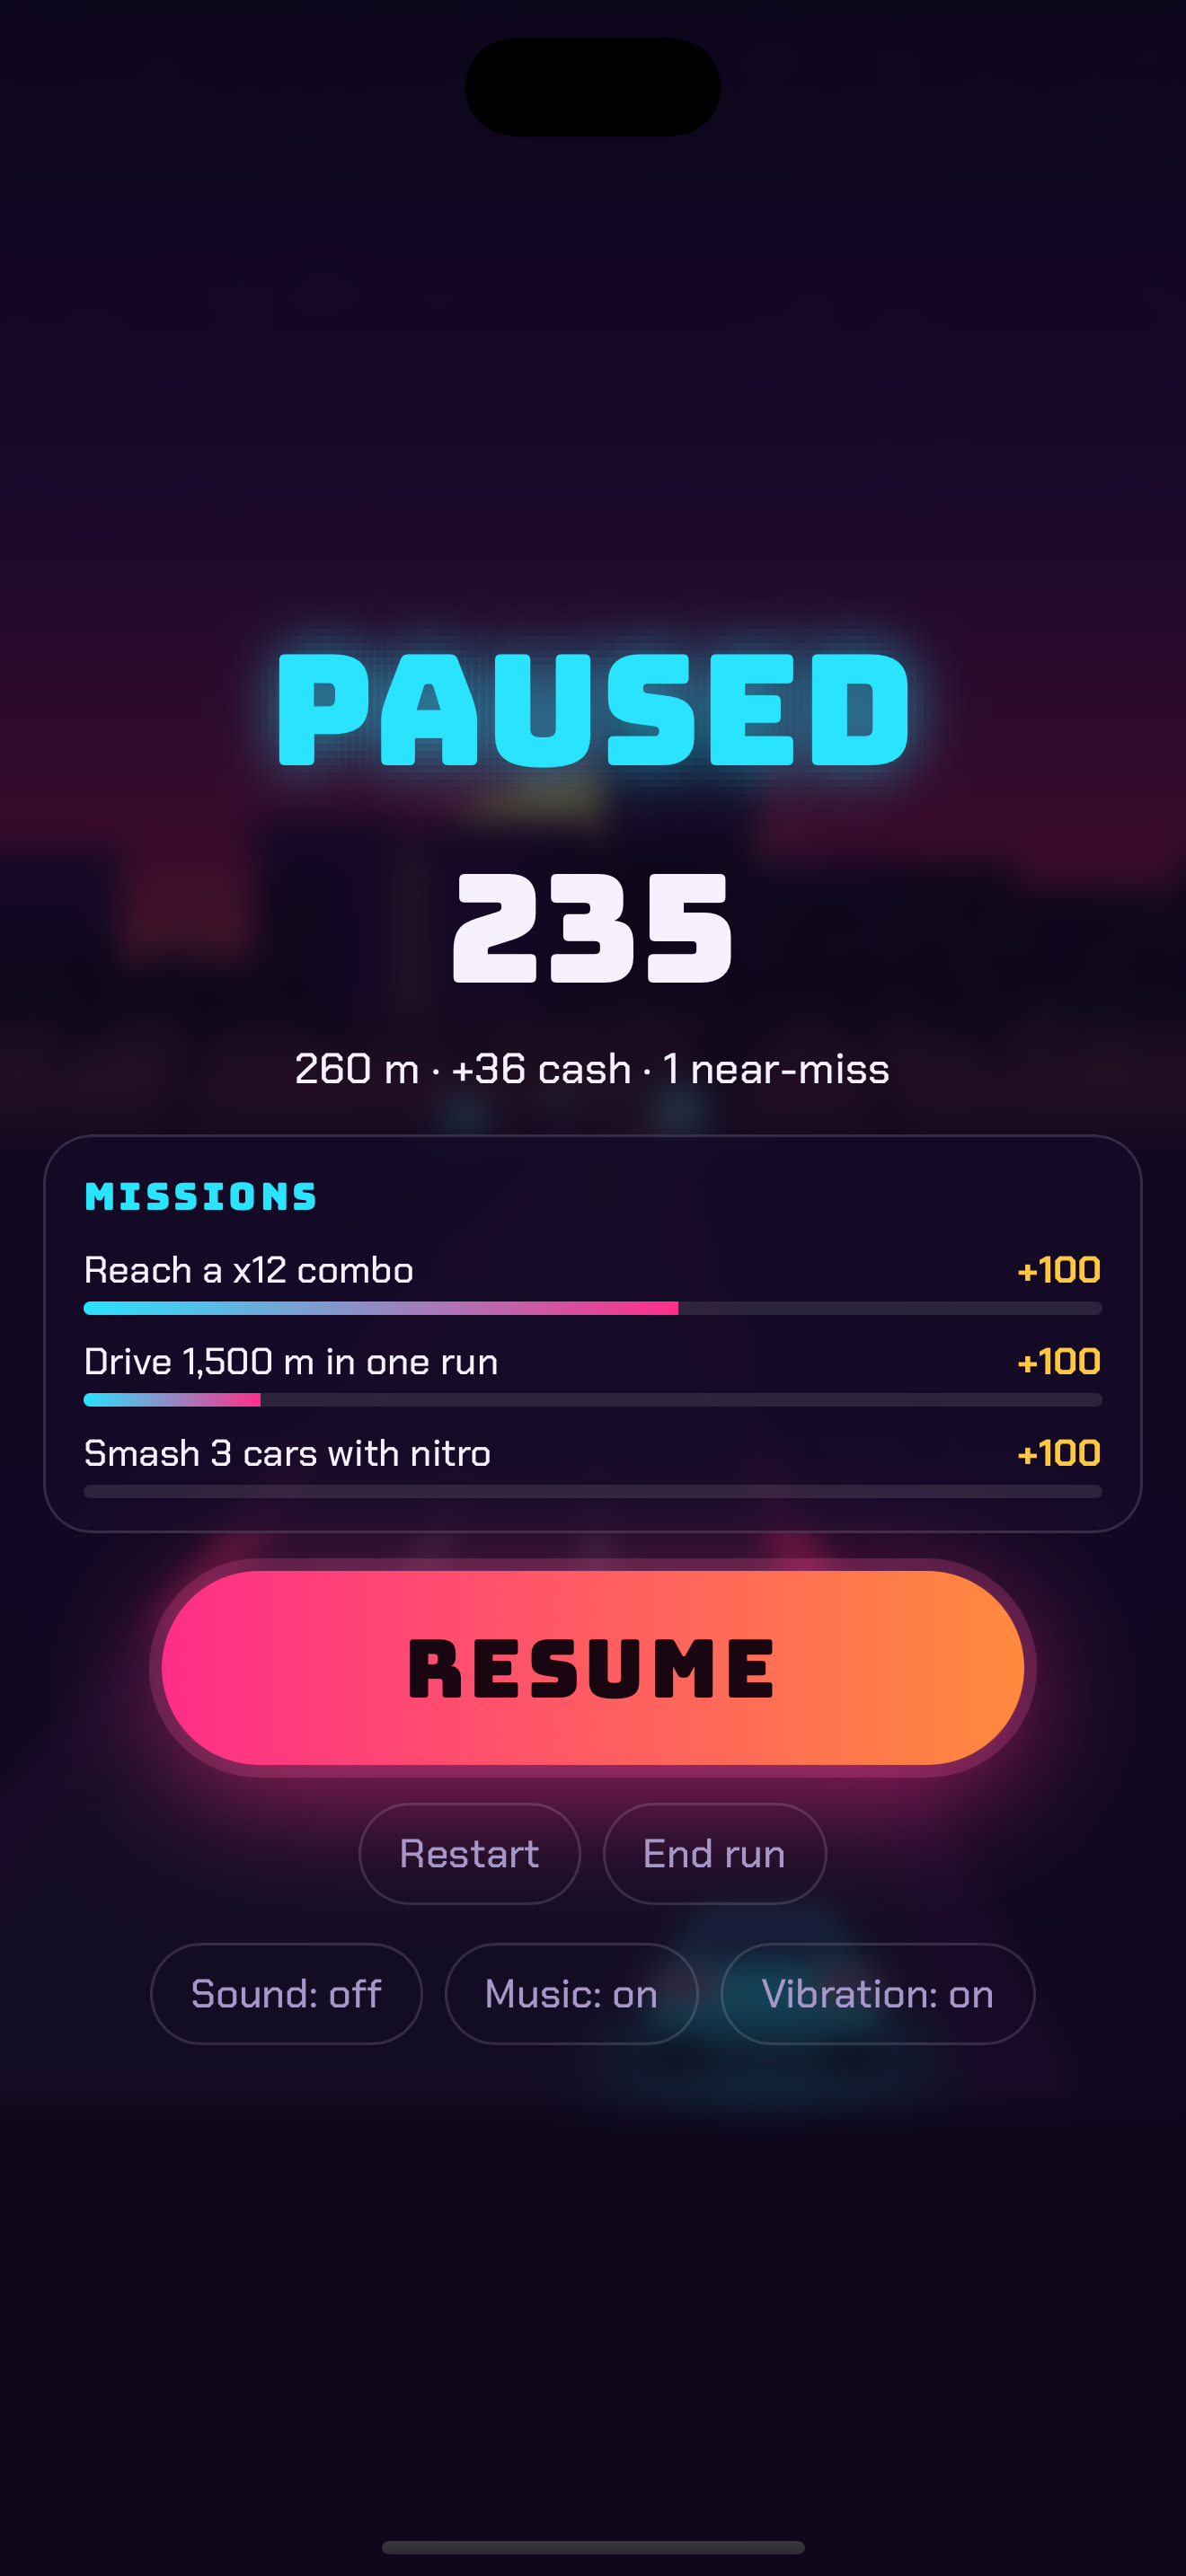 PAUSED
235
260 m · +36 cash · 1 near-miss
MISSIONS
Reach a x12 combo +100
Drive 1,500 m in one run +100
Smash 3 cars with nitro +100
RESUME
Restart End run
Sound: off Music: on Vibration: on